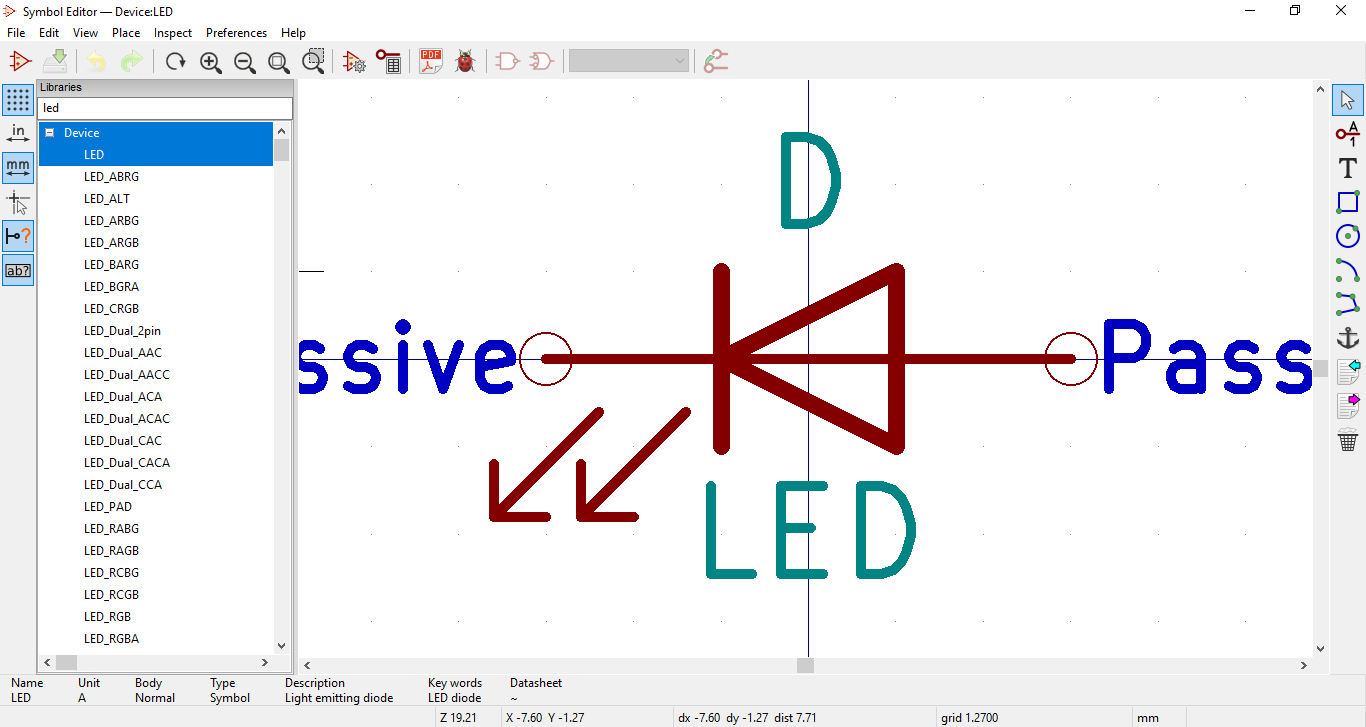 Symbol Editor — Device:LED
File Edit View Place Inspect Preferences Help
PDF
Libraries
led
in
mm
ab?
Device
LED
LED_ABRG
LED_ALT
LED_ARBG
LED_ARGB
LED_BARG
LED_BGRA
LED_CRGB
LED_Dual_2pin
LED_Dual_AAC
LED_Dual_AACC
LED_Dual_ACA
LED_Dual_ACAC
LED_Dual_CAC
LED_Dual_CACA
LED_Dual_CCA
LED_PAD
LED_RABG
LED_RAGB
LED_RCBG
LED_RCGB
LED_RGB
LED_RGBA
D
ssive Pass
LED
A
1
T
Name Unit Body Type Description Key words Datasheet
LED A Normal Symbol Light emitting diode LED diode ~
Z 19.21 X -7.60 Y -1.27 dx -7.60 dy -1.27 dist 7.71 grid 1.2700 mm